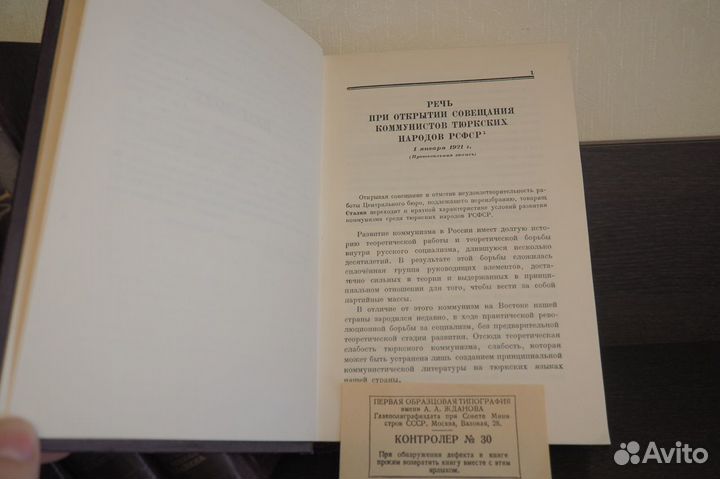 1
РЕЧЬ
ПРИ ОТКРЫТИИ СОВЕЩАНИЯ
КОММУНИСТОВ ТЮРКСКИХ
НАРОДОВ РСФСР¹
1 января 1921 г.
(Протокольная запись)
Открывая совещание и отметив неудовлетворительность ра-
боты Центрального бюро, подлежащего переизбранию, товарищ
Сталин переходит к краткой характеристике условий развития
коммунизма среди тюркских народов РСФСР.
Развитие коммунизма в России имеет долгую исто-
рию теоретической работы и теоретической борьбы
внутри русского социализма, длившуюся несколько
десятилетий. В результате этой борьбы сложилась
сплочённая группа руководящих элементов, доста-
точно сильных в теории и выдержанных в принци-
пиальном отношении для того, чтобы вести за собой
партийные массы.
В отличие от этого коммунизм на Востоке нашей
страны зародился недавно, в ходе практической рево-
люционной борьбы за социализм, без предварительной
теоретической стадии развития. Отсюда теоретическая
слабость тюркского коммунизма, слабость, которая
может быть устранена лишь созданием принципиальной
коммунистической литературы на тюркских языках
нашей страны.
ПЕРВАЯ ОБРАЗЦОВАЯ ТИПОГРАФИЯ
имени А. А. ЖДАНОВА
Главполиграфиздата при Совете Мини
стров СССР. Москва, Валовая, 28.
КОНТРОЛЕР № 30
При обнаружении дефекта в книге
просим возвратить книгу вместе с этим
ярлыком.
Avito